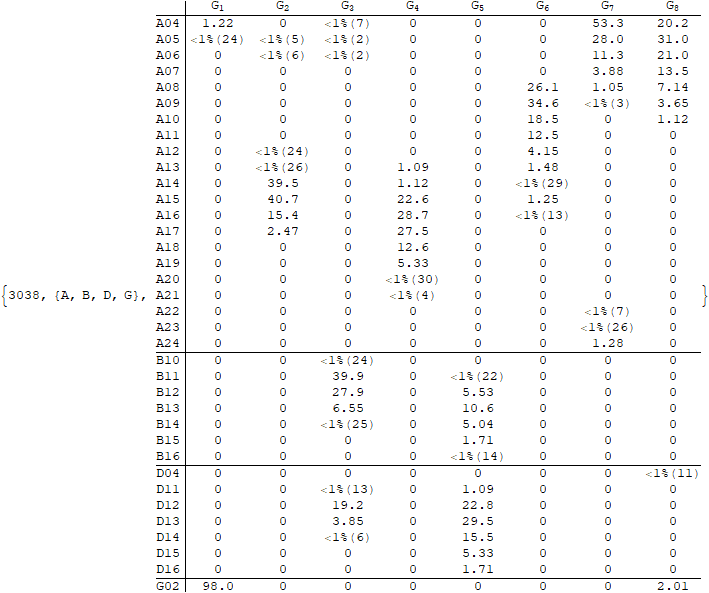 G1 G2 G3 G4 G5 G6 G7 G8
A04 1.22 0 <1%(7) 0 0 0 53.3 20.2
A05 <1%(24) <1%(5) <1%(2) 0 0 0 28.0 31.0
A06 0 <1%(6) <1%(2) 0 0 0 11.3 21.0
A07 0 0 0 0 0 0 3.88 13.5
A08 0 0 0 0 0 26.1 1.05 7.14
A09 0 0 0 0 0 34.6 <1%(3) 3.65
A10 0 0 0 0 0 18.5 0 1.12
A11 0 0 0 0 0 12.5 0 0
A12 0 <1%(24) 0 0 0 4.15 0 0
A13 0 <1%(26) 0 1.09 0 1.48 0 0
A14 0 39.5 0 1.12 0 <1%(29) 0 0
A15 0 40.7 0 22.6 0 1.25 0 0
A16 0 15.4 0 28.7 0 <1%(13) 0 0
A17 0 2.47 0 27.5 0 0 0 0
A18 0 0 0 12.6 0 0 0 0
A19 0 0 0 5.33 0 0 0 0
A20 0 0 0 <1%(30) 0 0 0 0
{3038, {A, B, D, G}, A21 0 0 0 <1%(4) 0 0 0 0 }
A22 0 0 0 0 0 0 <1%(7) 0
A23 0 0 0 0 0 0 <1%(26) 0
A24 0 0 0 0 0 0 1.28 0
B10 0 0 <1%(24) 0 0 0 0 0
B11 0 0 39.9 0 <1%(22) 0 0 0
B12 0 0 27.9 0 5.53 0 0 0
B13 0 0 6.55 0 10.6 0 0 0
B14 0 0 <1%(25) 0 5.04 0 0 0
B15 0 0 0 0 1.71 0 0 0
B16 0 0 0 0 <1%(14) 0 0 0
D04 0 0 0 0 0 0 0 <1%(11)
D11 0 0 <1%(13) 0 1.09 0 0 0
D12 0 0 19.2 0 22.8 0 0 0
D13 0 0 3.85 0 29.5 0 0 0
D14 0 0 <1%(6) 0 15.5 0 0 0
D15 0 0 0 0 5.33 0 0 0
D16 0 0 0 0 1.71 0 0 0
G02 98.0 0 0 0 0 0 0 2.01